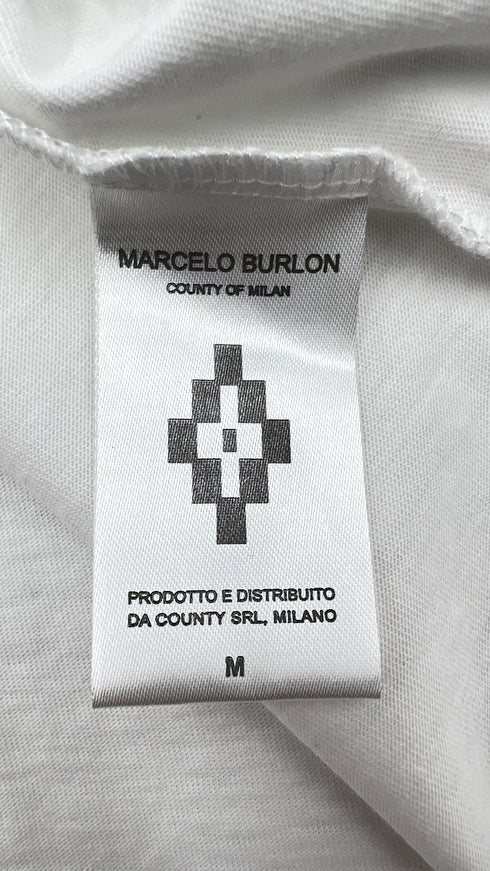 MARCELO BURLON
COUNTY OF MILAN
PRODOTTO E DISTRIBUITO
DA COUNTY SRL, MILANO
M